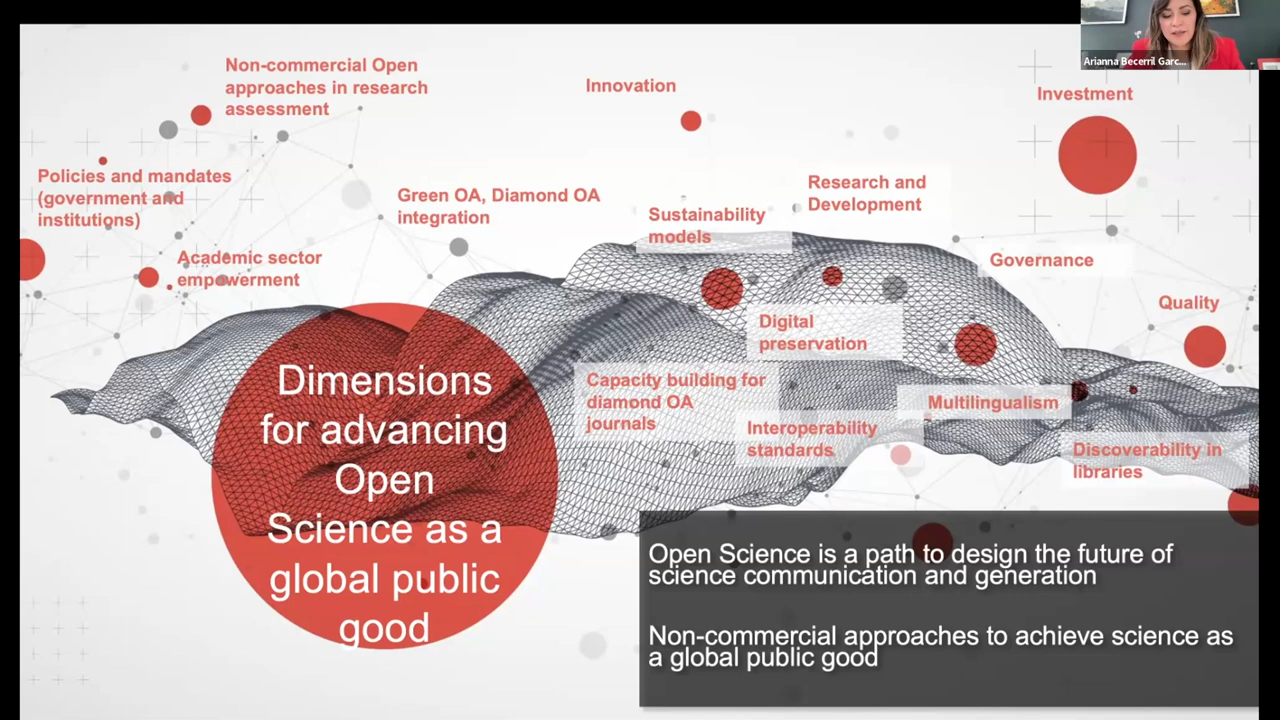 Arianna Becerril Garc...
Non-commercial Open
approaches in research
assessment
Innovation
Investment
Policies and mandates
(government and
institutions)
Green OA, Diamond OA
integration
Research and
Development
Sustainability
models
Academic sector
empowerment
Governance
Quality
Digital
preservation
Capacity building for
diamond OA
journals
Multilingualism
Interoperability
standards
Discoverability in
libraries
Dimensions
for advancing
Open
Science as a
global public
good
Open Science is a path to design the future of
science communication and generation
Non-commercial approaches to achieve science as
a global public good